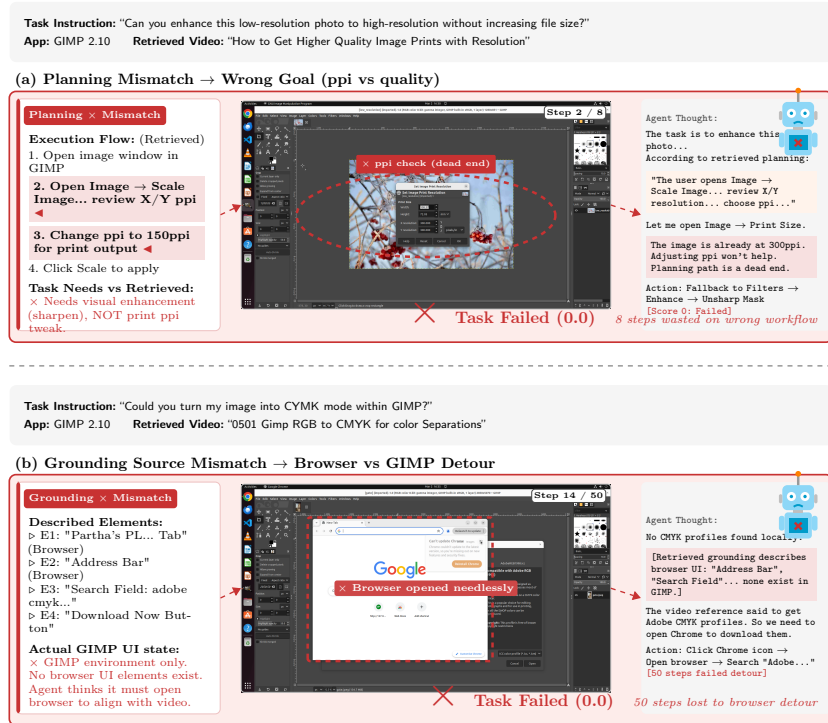 Task Instruction: “Can you enhance this low-resolution photo to high-resolution without increasing file size?”
App: GIMP 2.10 Retrieved Video: “How to Get Higher Quality Image Prints with Resolution”
(a) Planning Mismatch → Wrong Goal (ppi vs quality)
Planning × Mismatch
Execution Flow: (Retrieved)
1. Open image window in
GIMP
2. Open Image → Scale
Image... review X/Y ppi
◀
3. Change ppi to 150ppi
for print output ◀
4. Click Scale to apply
Task Needs vs Retrieved:
× Needs visual enhancement
(sharpen), NOT print ppi
tweak.
Step 2 / 8
× ppi check (dead end)
Set Image Print Resolution
Task Failed (0.0)
Agent Thought:
The task is to enhance this
photo...
According to retrieved planning:
"The user opens Image →
Scale Image... review X/Y
resolution... choose ppi..."
Let me open Image → Print Size.
The image is already at 300ppi.
Adjusting ppi won't help.
Planning path is a dead end.
Action: Fallback to Filters →
Enhance → Unsharp Mask
[Score 0: Failed]
8 steps wasted on wrong workflow
Task Instruction: “Could you turn my image into CYMK mode within GIMP?”
App: GIMP 2.10 Retrieved Video: “0501 Gimp RGB to CMYK for color Separations”
(b) Grounding Source Mismatch → Browser vs GIMP Detour
Grounding × Mismatch
Described Elements:
▷ E1: "Partha's PL... Tab"
(Browser)
▷ E2: "Address Bar"
(Browser)
▷ E3: "Search Field: adobe
cmyk..."
▷ E4: "Download Now But-
ton"
Actual GIMP UI state:
× GIMP environment only.
No browser UI elements exist.
Agent thinks it must open
browser to align with video.
Step 14 / 50
Google
× Browser opened needlessly
Task Failed (0.0)
Agent Thought:
No CMYK profiles found locally.
[Retrieved grounding describes
browser UI: "Address Bar",
"Search Field"... none exist in
GIMP.]
The video reference said to get
Adobe CMYK profiles. So we need to
open Chrome to download them.
Action: Click Chrome icon →
Open browser → Search "Adobe..."
[50 steps failed detour]
50 steps lost to browser detour